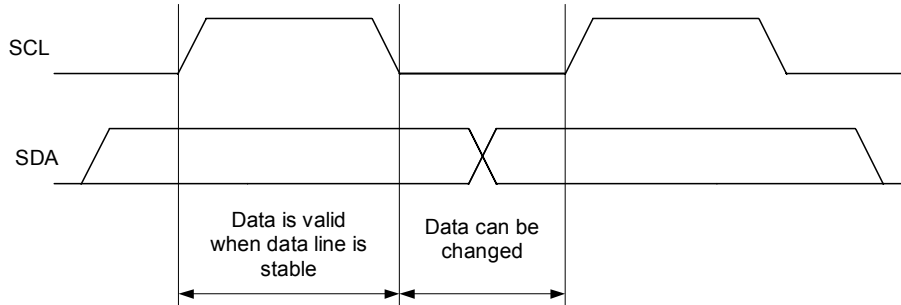 SCL
SDA
Data is valid
when data line is
stable
Data can be
changed